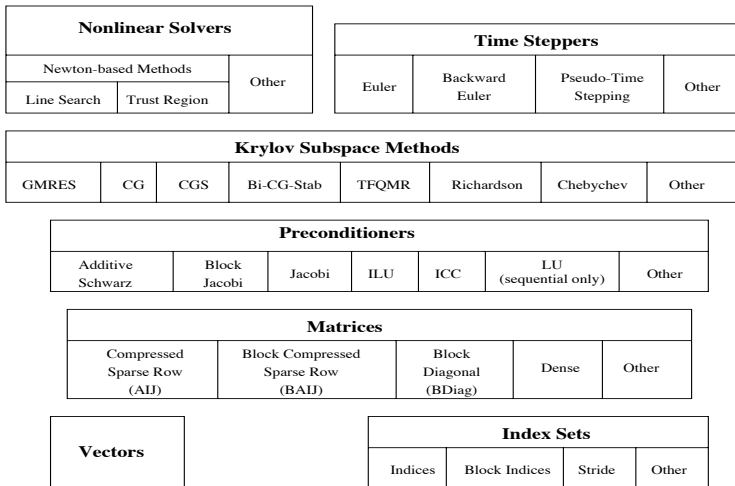 Nonlinear Solvers
Newton-based Methods
Line Search
Trust Region
Other
Time Steppers
Euler
Backward
Euler
Pseudo-Time
Stepping
Other
Krylov Subspace Methods
GMRES
CG
CGS
Bi-CG-Stab
TFQMR
Richardson
Chebychev
Other
Preconditioners
Additive
Schwarz
Block
Jacobi
Jacobi
ILU
ICC
LU
(sequential only)
Other
Matrices
Compressed
Sparse Row
(AIJ)
Block Compressed
Sparse Row
(BAIJ)
Block
Diagonal
(BDiag)
Dense
Other
Vectors
Index Sets
Indices
Block Indices
Stride
Other